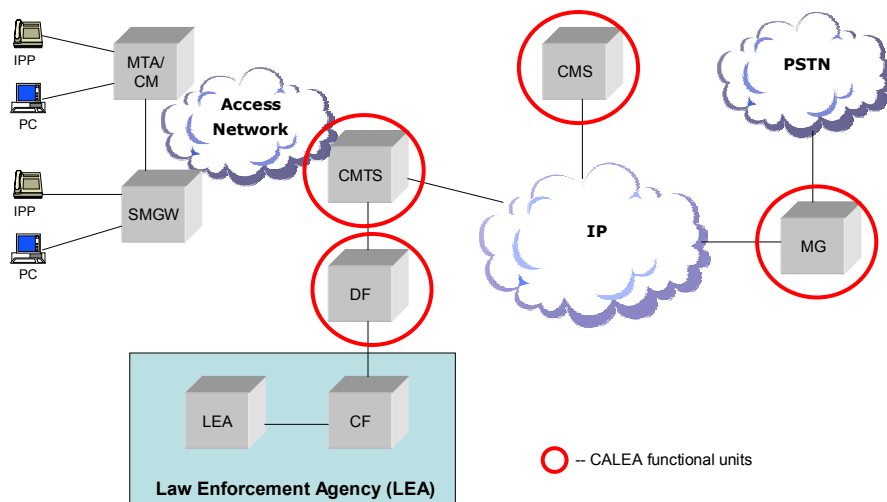 IPP
PC
MTA/
CM
Access
Network
IPP
PC
SMGW
CMTS
DF
CMS
PSTN
IP
MG
LEA
CF
Law Enforcement Agency (LEA)
-- CALEA functional units